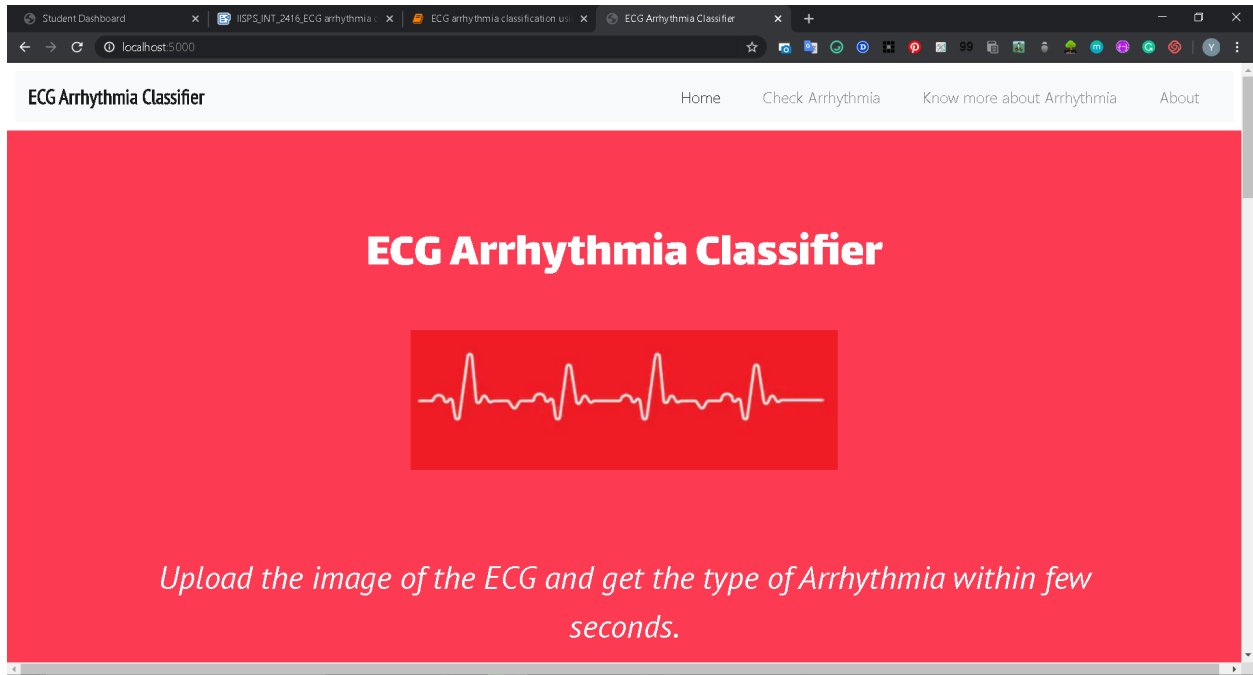 Student Dashboard
IISPS_INT_2416_ECG arrhythmia c
ECG arrhythmia classification usi
ECG Arrhythmia Classifier
localhost:5000
99
Y
ECG Arrhythmia Classifier
Home
Check Arrhythmia
Know more about Arrhythmia
About
ECG Arrhythmia Classifier
Upload the image of the ECG and get the type of Arrhythmia within few
seconds.